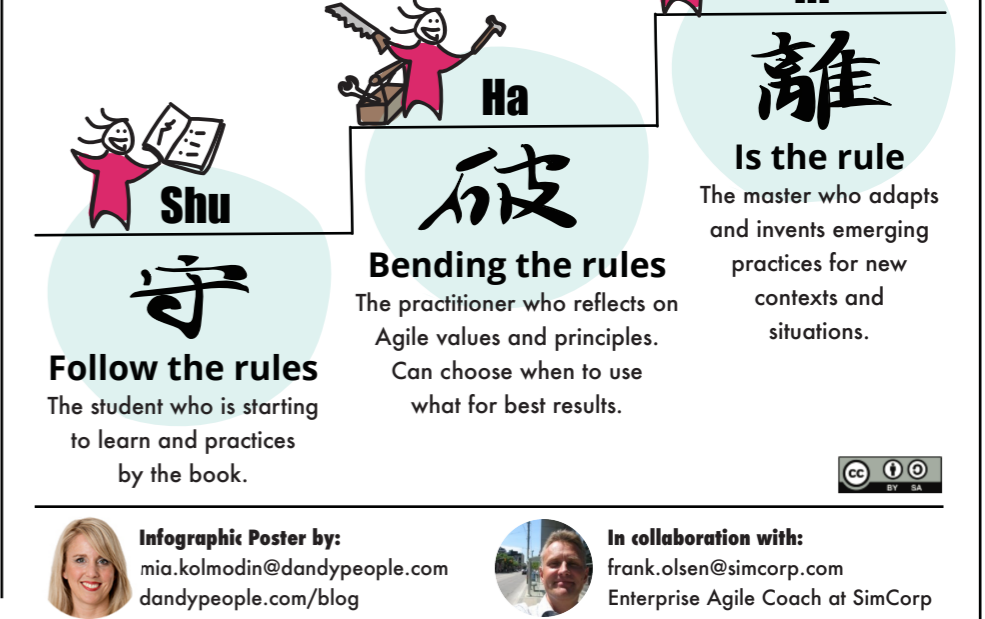 Shu
守
Follow the rules
The student who is starting
to learn and practices
by the book.
Ha
破
Bending the rules
The practitioner who reflects on
Agile values and principles.
Can choose when to use
what for best results.
離
Is the rule
The master who adapts
and invents emerging
practices for new
contexts and
situations.
cc
BY SA
Infographic Poster by:
mia.kolmodin@dandypeople.com
dandypeople.com/blog
In collaboration with:
frank.olsen@simcorp.com
Enterprise Agile Coach at SimCorp